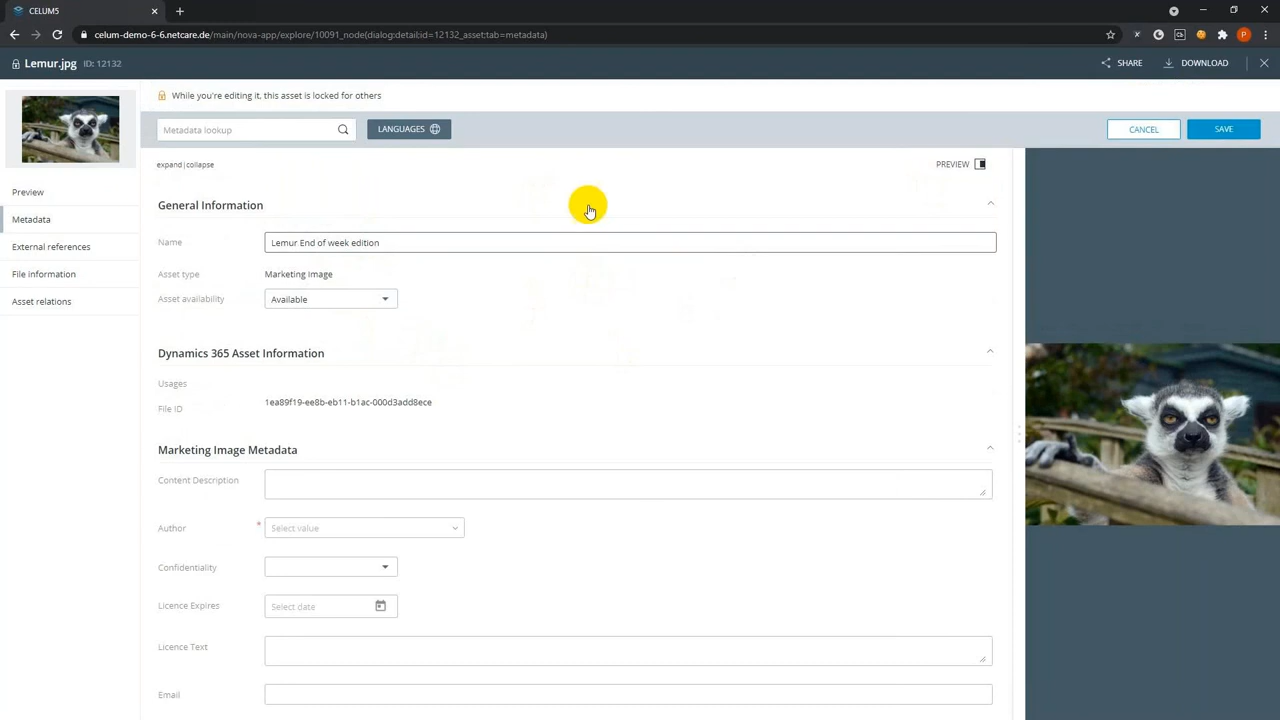 CELUM5
celum-demo-6-6.netcare.de/main/nova-app/explore/10091_node(dialog:detail:id=12132_asset;tab=metadata)
P
Lemur.jpg ID: 12132
SHARE
DOWNLOAD
While you're editing it, this asset is locked for others
Metadata lookup
LANGUAGES
CANCEL
SAVE
expand|collapse
PREVIEW
Preview
Metadata
External references
File information
Asset relations
General Information
Name
Lemur End of week edition
Asset type
Marketing image
Asset availability
Available
Dynamics 365 Asset Information
Usages
File ID
1ea89f19-ee8b-eb11-b1ac-000d3add8ece
Marketing Image Metadata
Content Description
Author
* Select value
Confidentiality
Licence Expires
Select date
Licence Text
Email